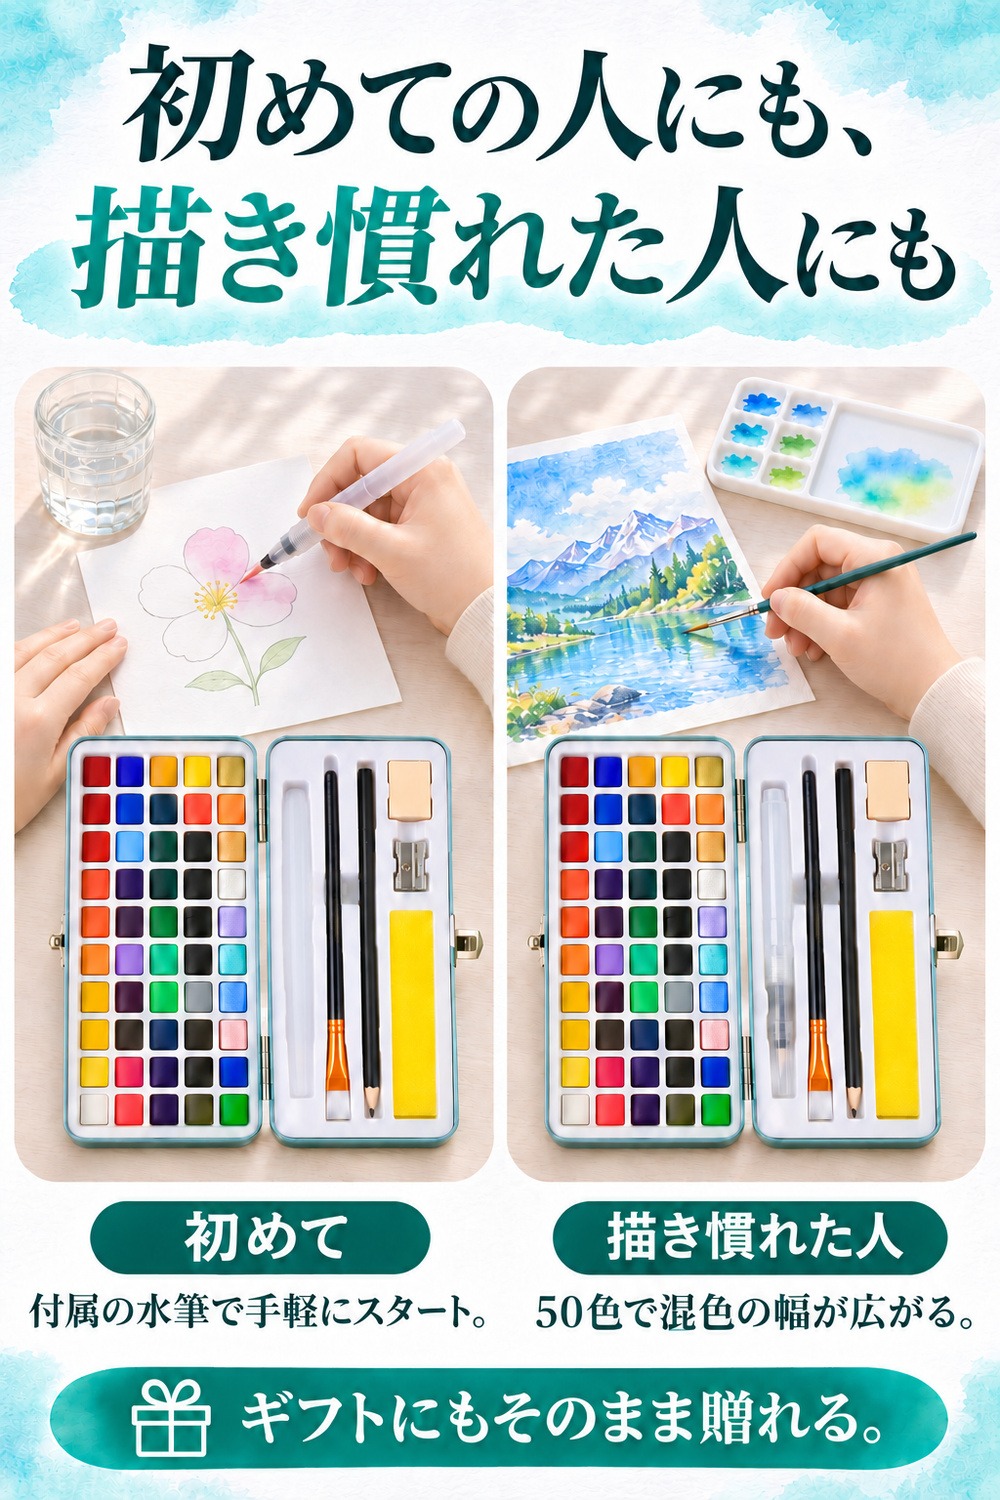 初めての人にも、
描き慣れた人にも
初めて
付属の水筆で手軽にスタート。
描き慣れた人
50色で混色の幅が広がる。
ギフトにもそのまま贈れる。